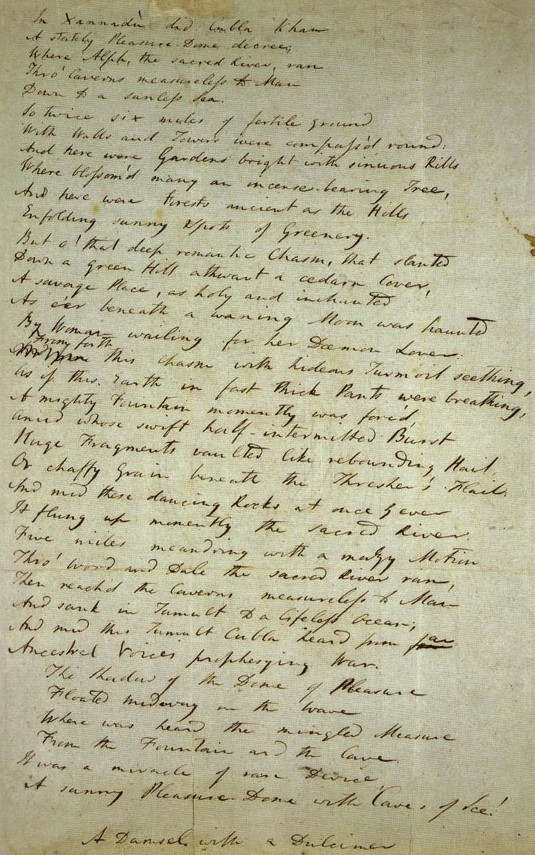 In Xannadù did Cubla Khan
A stately Pleasure-Dome decree;
Where Alph, the sacred River, ran
Thro' Caverns measureless to Man
Down to a sunless Sea.
So twice six miles of fertile ground
With Walls and Towers were compass'd round:
And here were Gardens bright with sinuous Rills
Where blossom'd many an incense-bearing Tree,
And here were Forests ancient as the Hills
Enfolding sunny Spots of Greenery.
But o! that deep romantic Chasm, that slanted
Down a green Hill athwart a cedarn Cover,
A savage Place, as holy and inchanted
As e'er beneath a waning Moon was haunted
By Woman wailing for her Daemon Lover:
From forth this Chasm with hideous Turmoil seething,
As if this Earth in fast thick Pants were breathing,
A mighty Fountain momently was forc'd,
Amid whose swift half-intermitted Burst
Huge Fragments vaulted like rebounding Hail,
Or chaffy Grain beneath the Thresher's Flail.
And mid these dancing Rocks at once & ever
It flung up momently the sacred River.
Five miles meandring with a mazy Motion
Thro' Wood and Dale the sacred River ran,
Then reach'd the Caverns measureless to Man
And sank in Tumult to a lifeless Ocean;
And mid this Tumult Cubla heard from far
Ancestral Voices prophesying War.
The Shadow of the Dome of Pleasure
Floated midway on the Wave
Where was heard the mingled Measure
From the Fountain and the Cave.
It was a miracle of rare Device,
A sunny Pleasure-Dome with Caves of Ice!
A Damsel with a Dulcimer